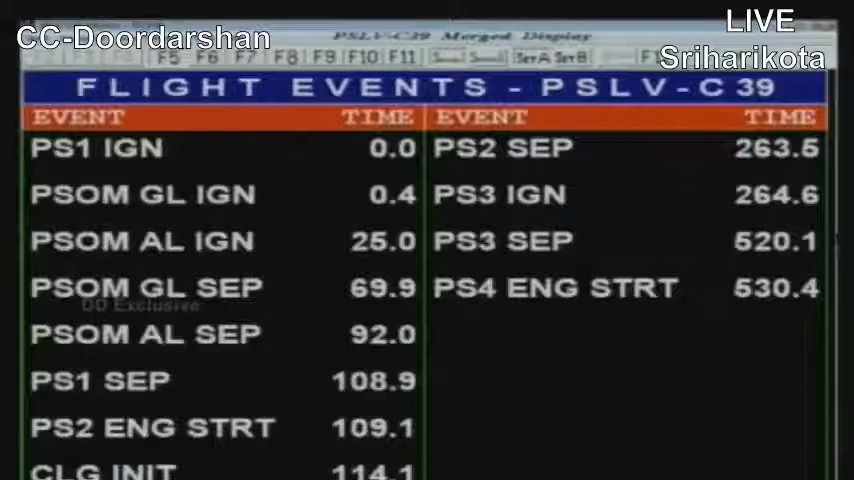 CC-Doordarshan
LIVE
Sriharikota
PSLV-C39 Merged Display
F5 F6 F7 F8 F9 F10 F11 Set A Set B
FLIGHT EVENTS - PSLV-C39
EVENT TIME EVENT TIME
PS1 IGN 0.0 PS2 SEP 263.5
PSOM GL IGN 0.4 PS3 IGN 264.6
PSOM AL IGN 25.0 PS3 SEP 520.1
PSOM GL SEP 69.9 PS4 ENG STRT 530.4
DD Exclusive
PSOM AL SEP 92.0
PS1 SEP 108.9
PS2 ENG STRT 109.1
CLG INIT 114.1